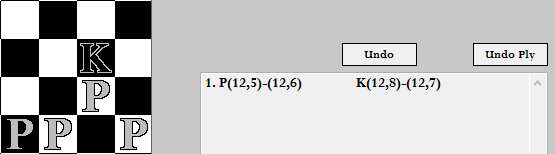 K
P
P P P
Undo Undo Ply
1. P(12,5)-(12,6) K(12,8)-(12,7)